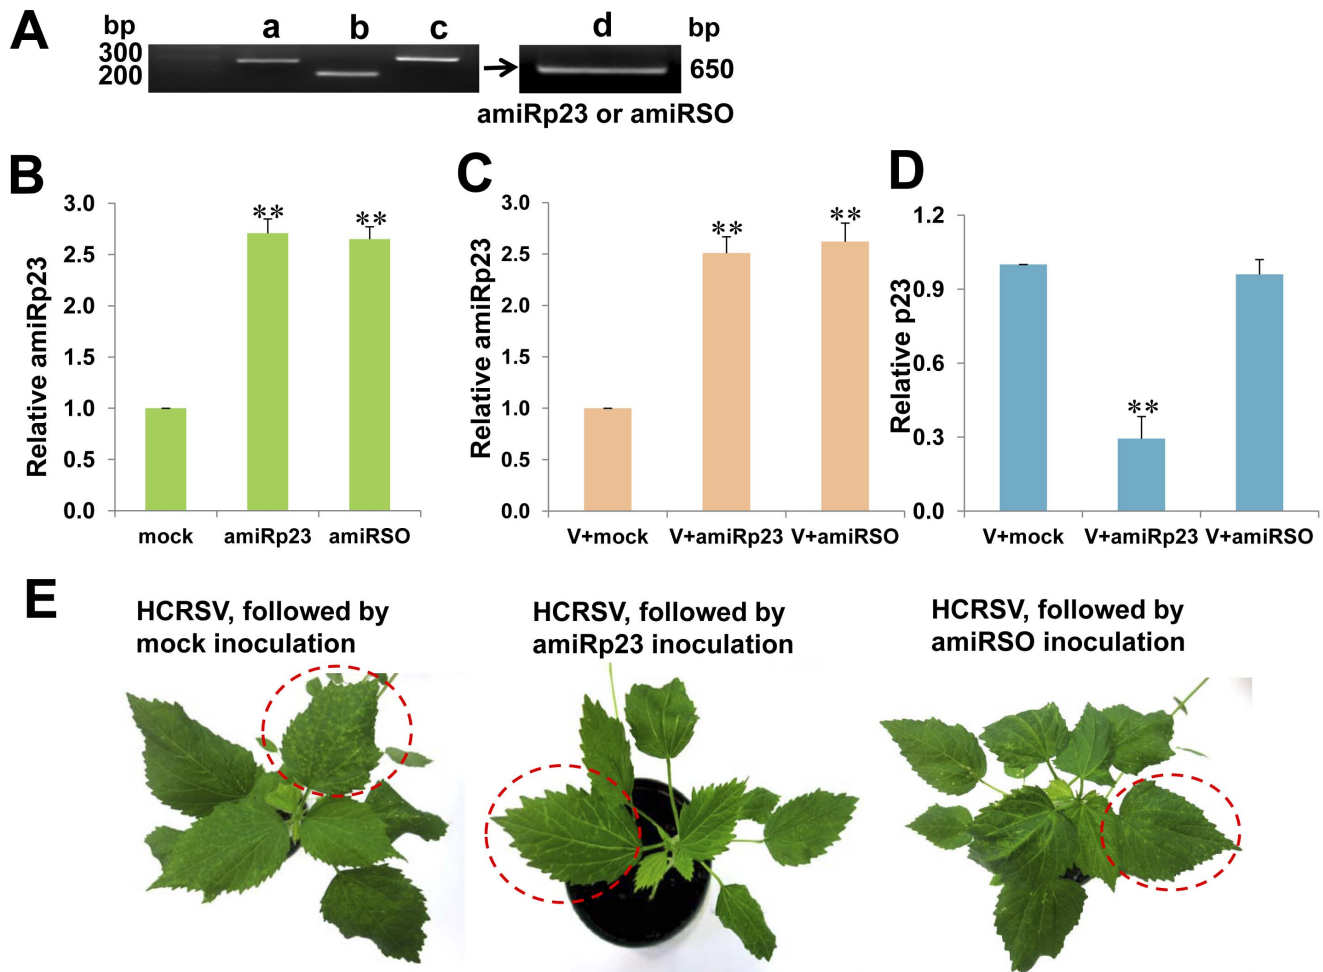 A
bp a b c d bp
300
200
650
amiRp23 or amiRSO
B
Relative amiRp23
3.0
2.5
2.0
1.5
1.0
0.5
0.0
** **
mock amiRp23 amiRSO
C
Relative amiRp23
3.0
2.5
2.0
1.5
1.0
0.5
0.0
** **
V+mock V+amiRp23 V+amiRSO
D
Relative p23
1.2
0.9
0.6
0.3
0.0
**
V+mock V+amiRp23 V+amiRSO
E
HCRSV, followed by
mock inoculation
HCRSV, followed by
amiRp23 inoculation
HCRSV, followed by
amiRSO inoculation